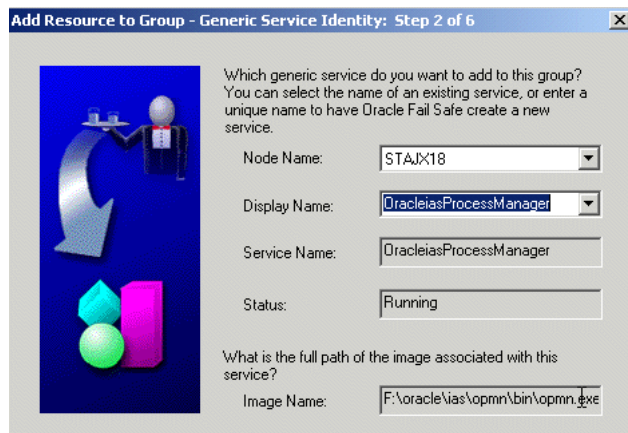 Add Resource to Group - Generic Service Identity: Step 2 of 6
Which generic service do you want to add to this group?
You can select the name of an existing service, or enter a
unique name to have Oracle Fail Safe create a new
service.
Node Name: STAJX18
Display Name: OracleiasProcessManager
Service Name: OracleiasProcessManager
Status: Running
What is the full path of the image associated with this
service?
Image Name: F:\oracle\ias\opmn\bin\opmn.exe